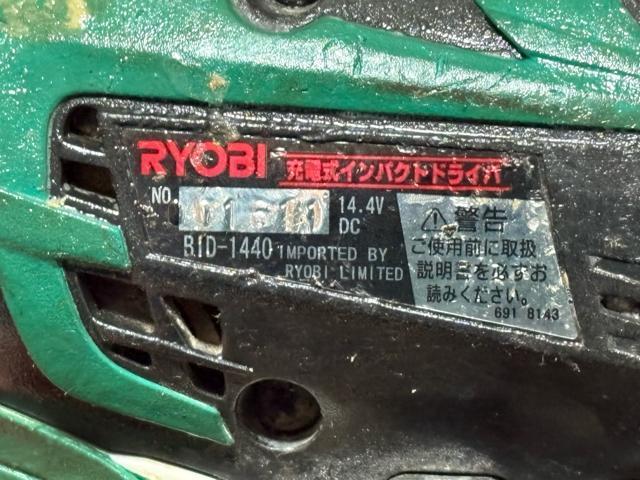 RYOBI 充電式インパクトドライバ
NO.
14.4V
DC
BID-1440 IMPORTED BY
RYOBI LIMITED
警告
ご使用前に取扱
説明書を必ずお
読みください。
691 8143